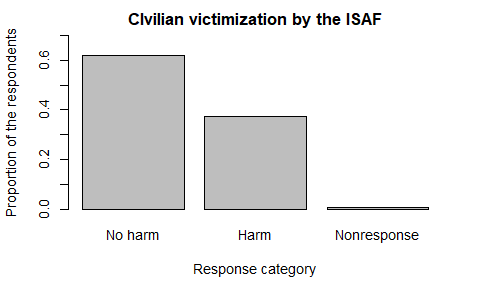 CIvilian victimization by the ISAF
Proportion of the respondents
0.6
0.4
0.2
0.0
No harm
Harm
Nonresponse
Response category